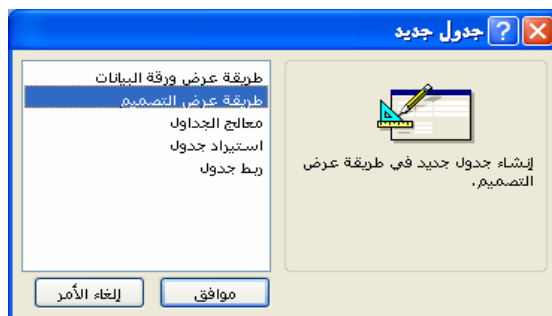 جدول جديد
طريقة عرض ورقة البيانات
طريقة عرض التصميم
معالج الجداول
استيراد جدول
ربط جدول
إنشاء جدول جديد في طريقة عرض
التصميم.
موافق
إلغاء الأمر